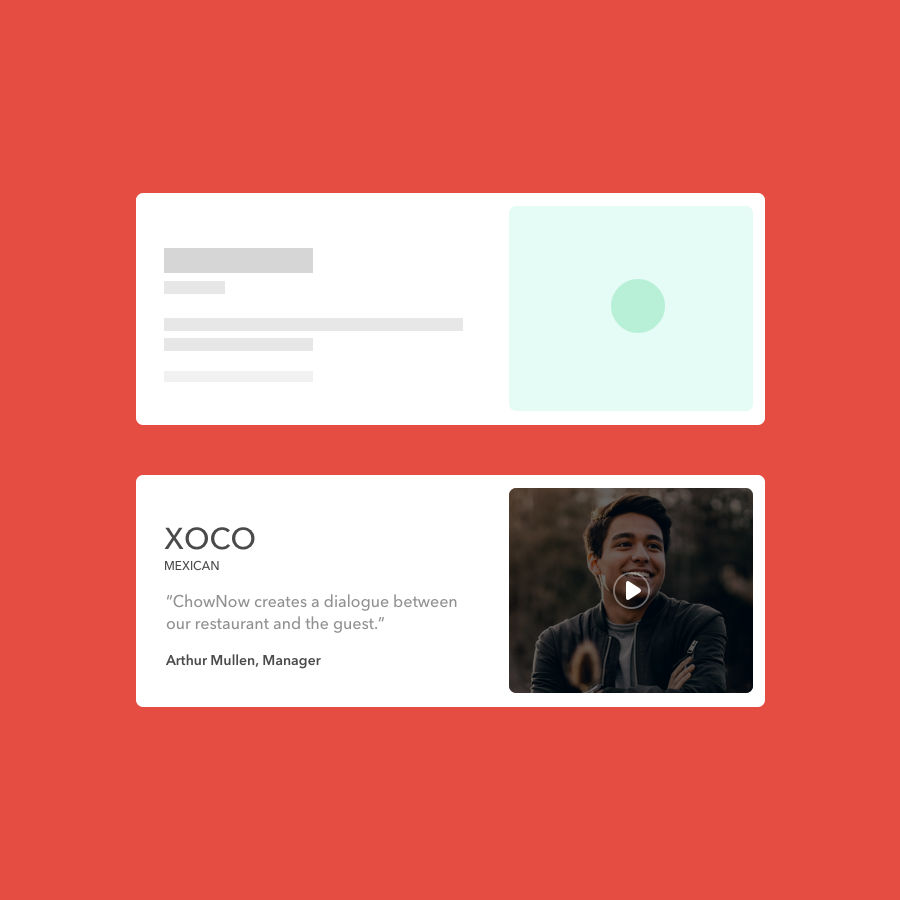 XOCO
MEXICAN
“ChowNow creates a dialogue between
our restaurant and the guest.”
Arthur Mullen, Manager